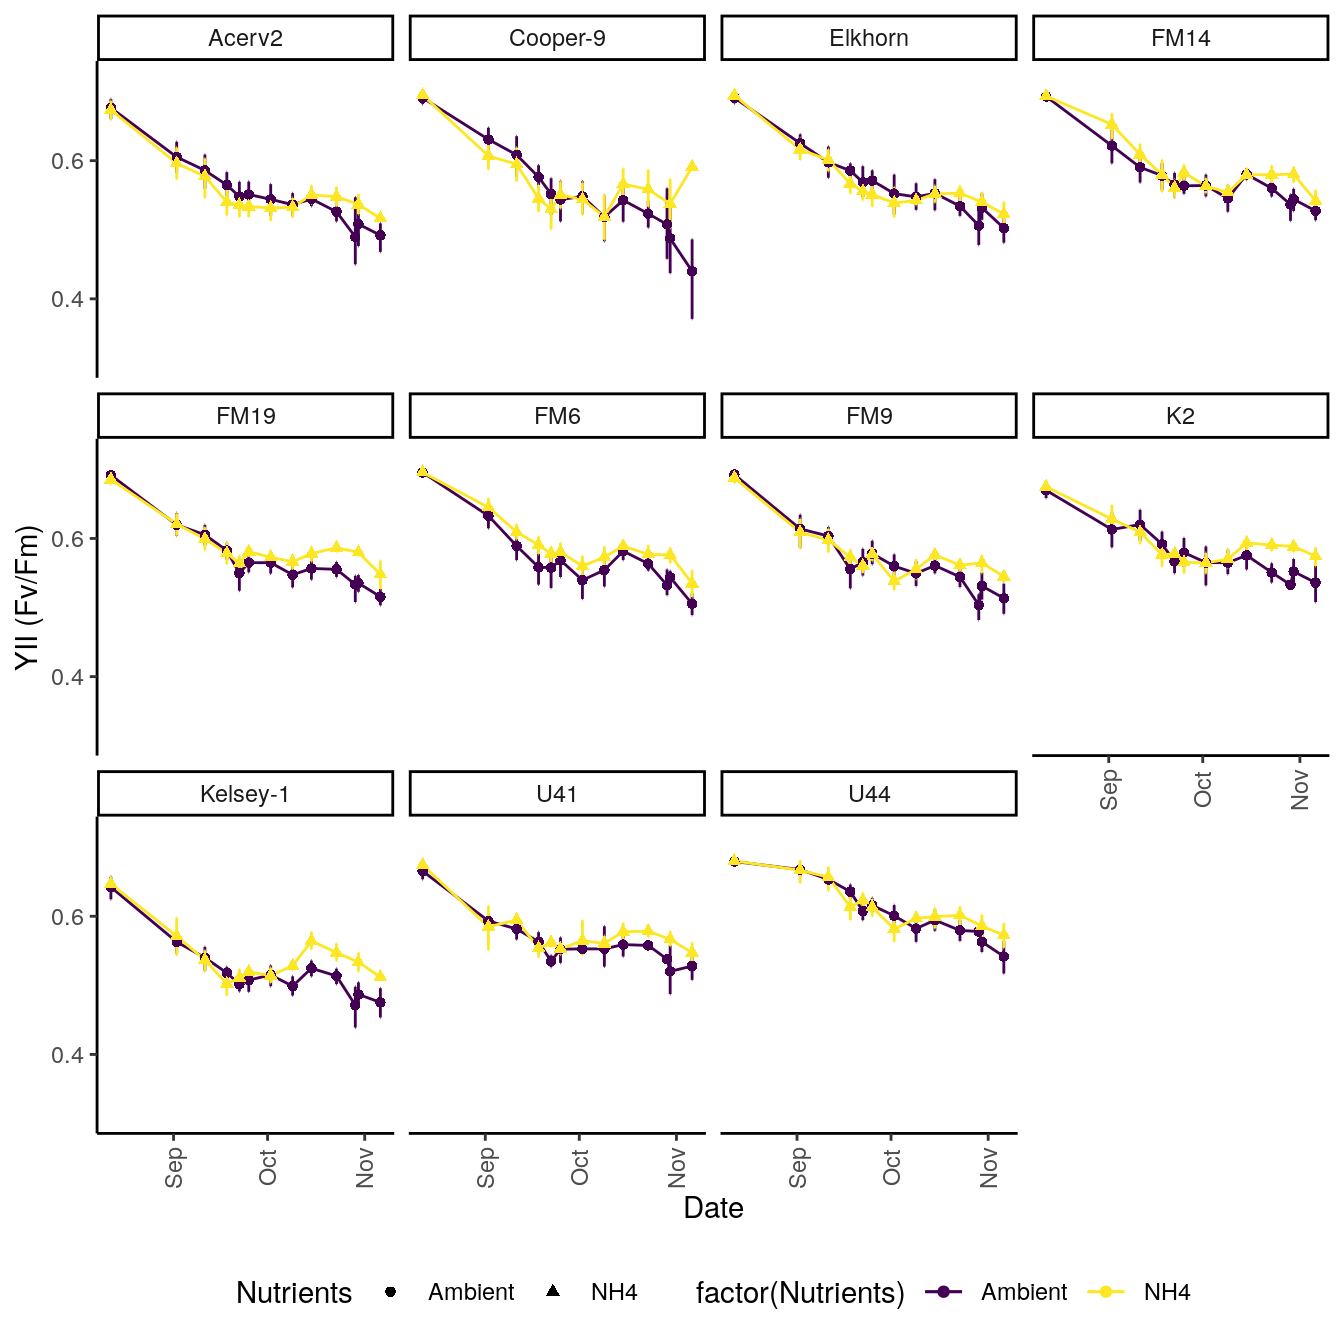 Acerv2 Cooper-9 Elkhorn FM14
0.6
0.4
FM19 FM6 FM9 K2
YII (Fv/Fm)
0.6
0.4
Sep Oct Nov
Kelsey-1 U41 U44
0.6
0.4
Sep Oct Nov Sep Oct Nov Sep Oct Nov
Date
Nutrients Ambient NH4 factor(Nutrients) Ambient NH4